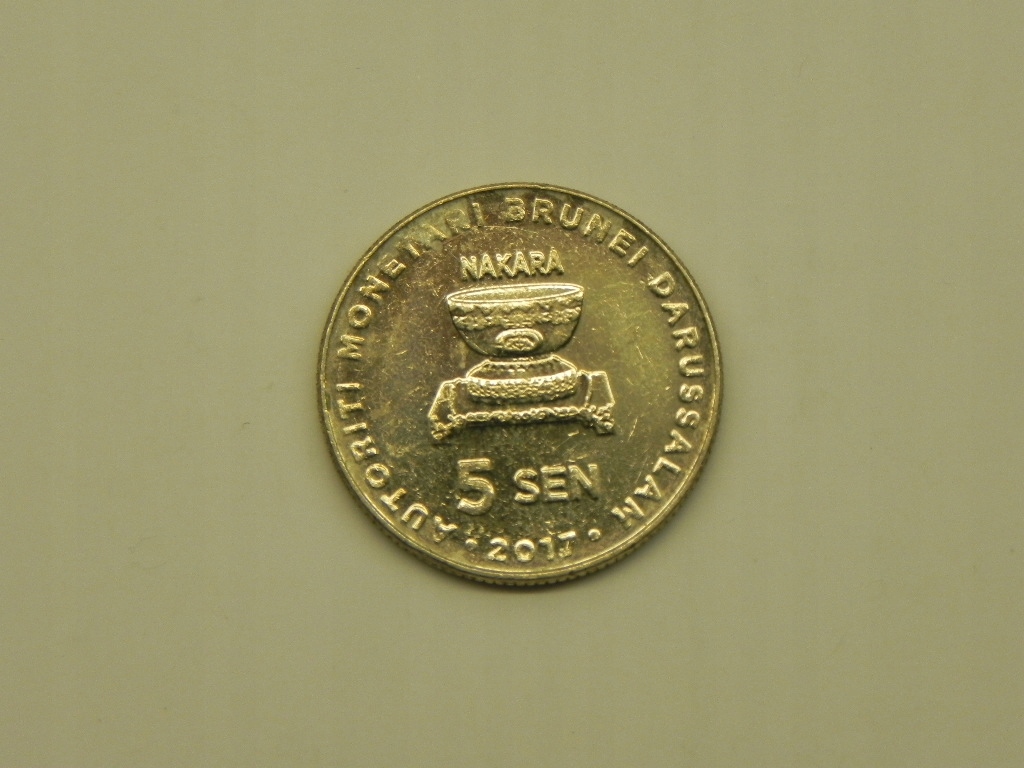 AUTORITI MONETARI BRUNEI DARUSSALAM
NAKARA
5 SEN
• 2017 •